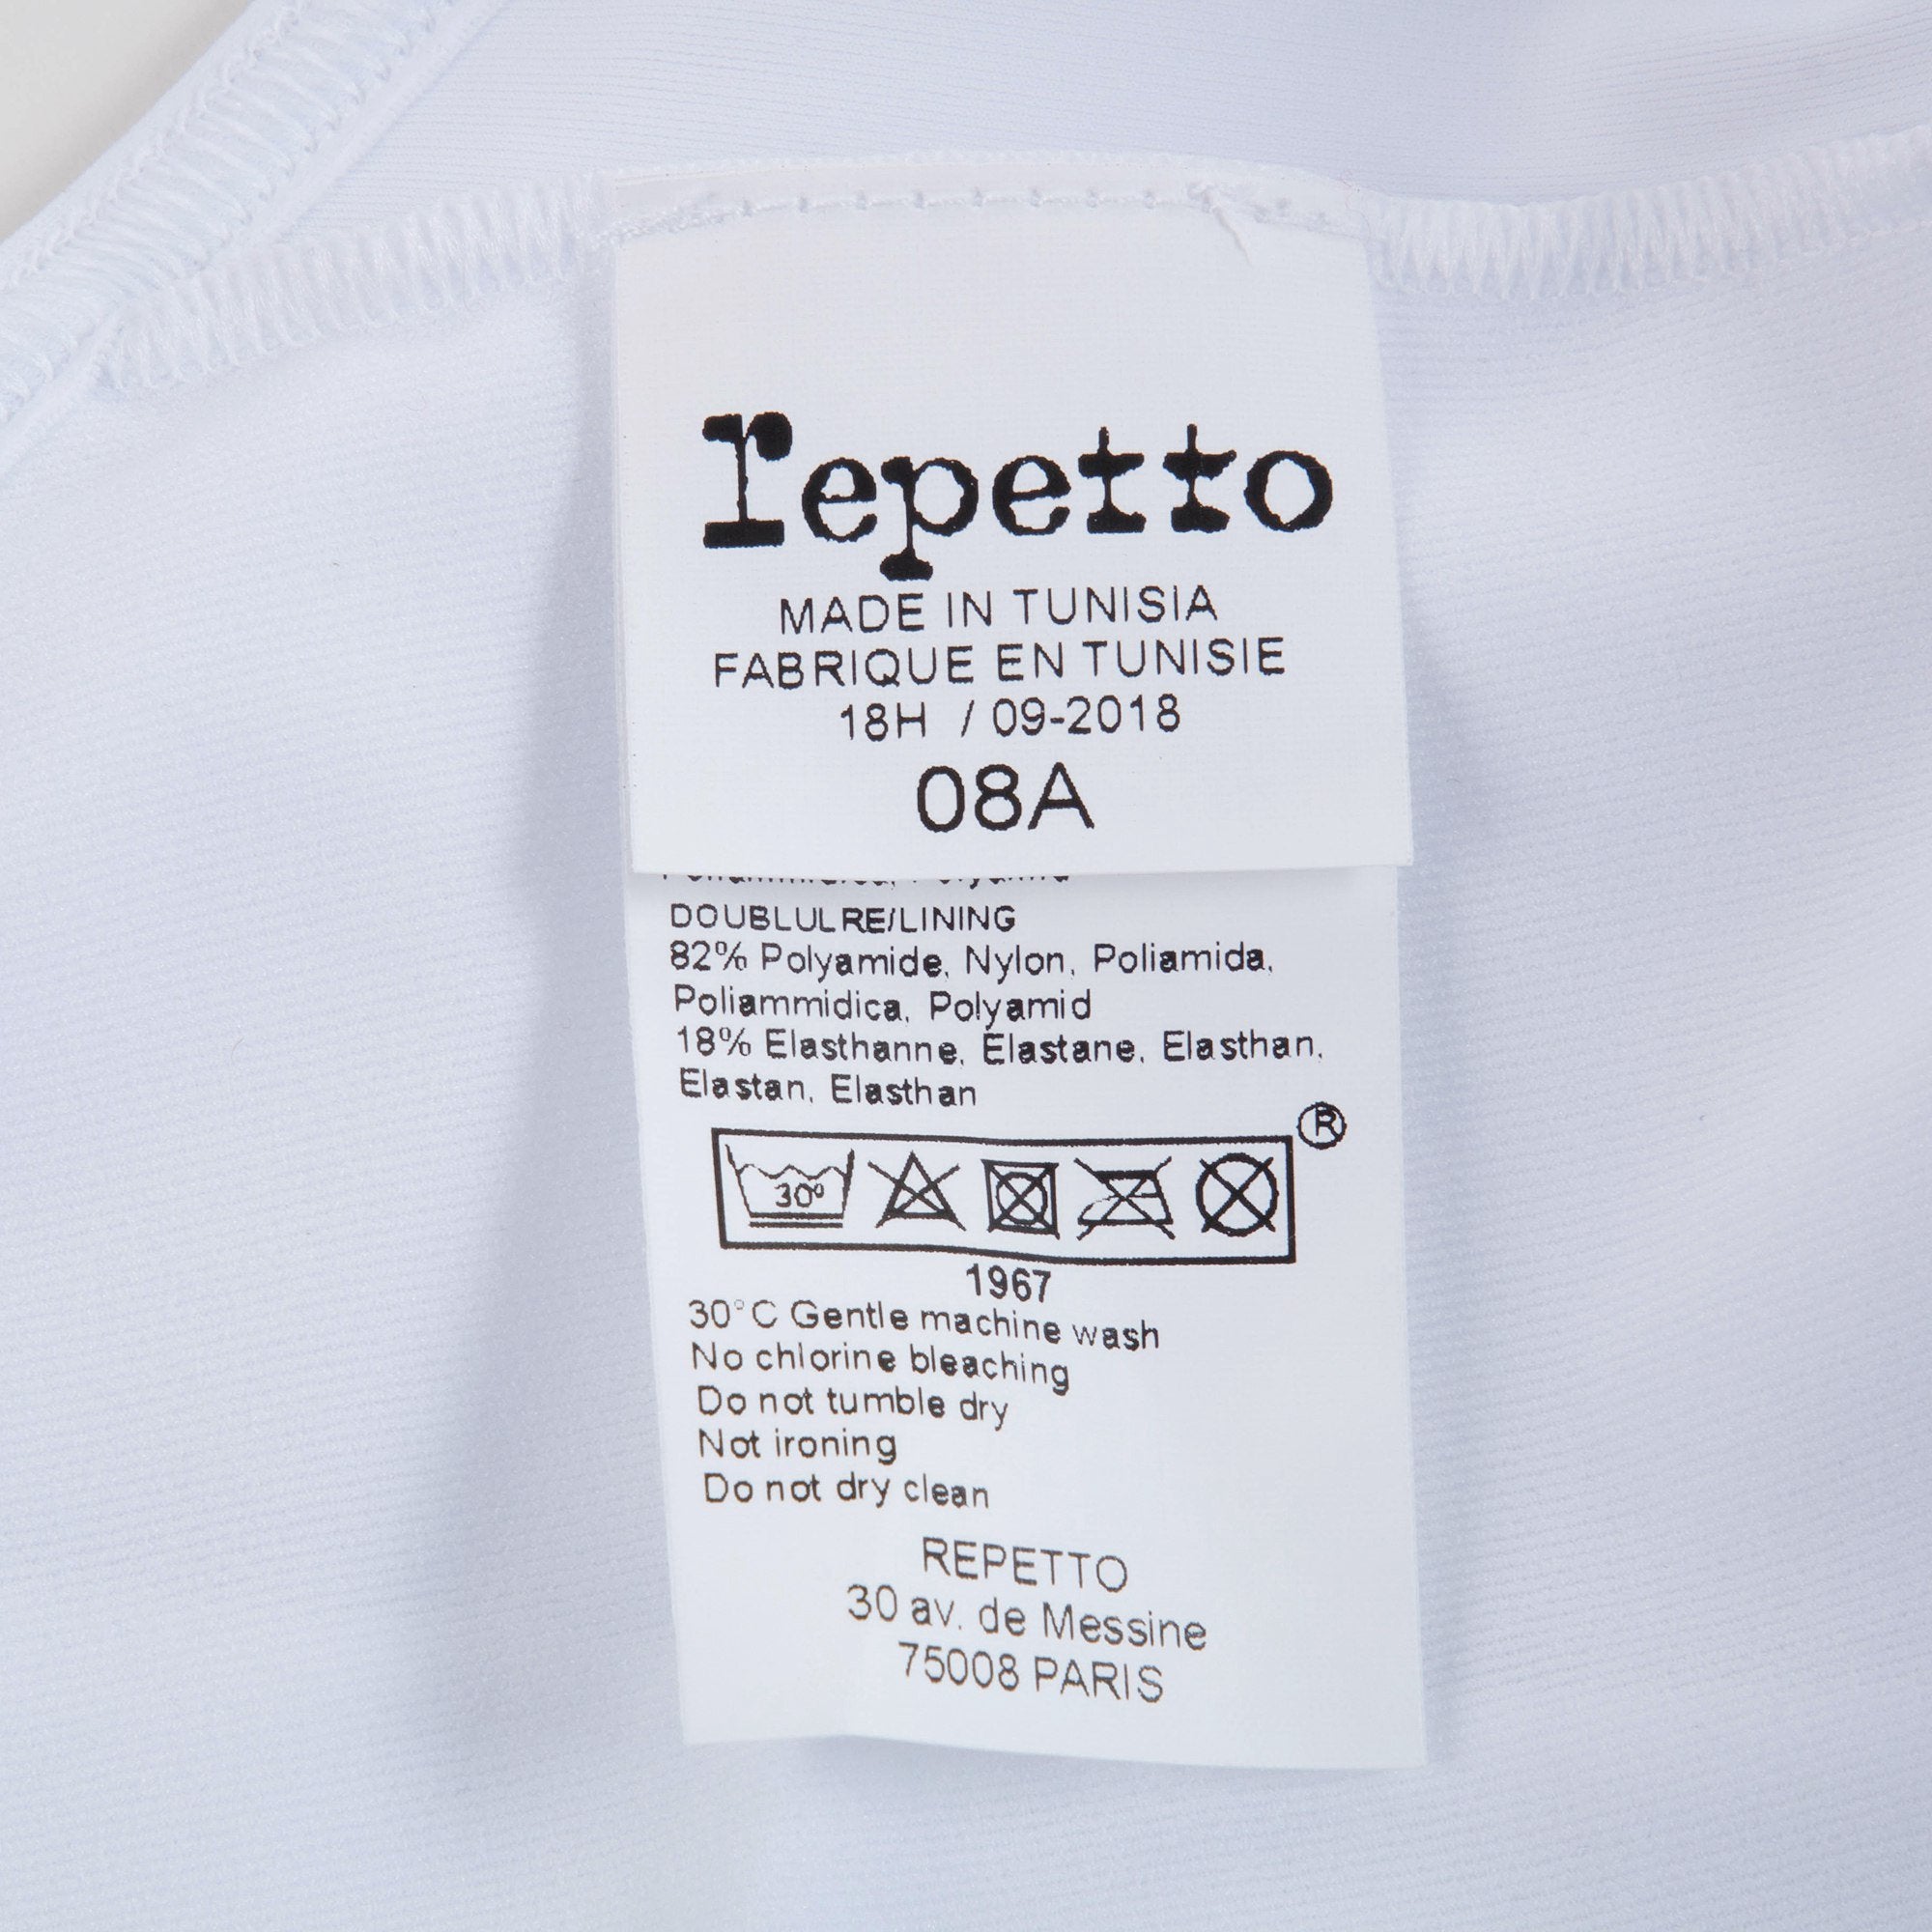 repetto
MADE IN TUNISIA
FABRIQUE EN TUNISIE
18H / 09-2018
08A
DOUBLULRE/LINING
82% Polyamide, Nylon, Poliamida,
Poliammidica, Polyamid
18% Elasthanne, Elastane, Elasthan,
Elastan, Elasthan
®
30°
1967
30°C Gentle machine wash
No chlorine bleaching
Do not tumble dry
Not ironing
Do not dry clean
REPETTO
30 av. de Messine
75008 PARIS